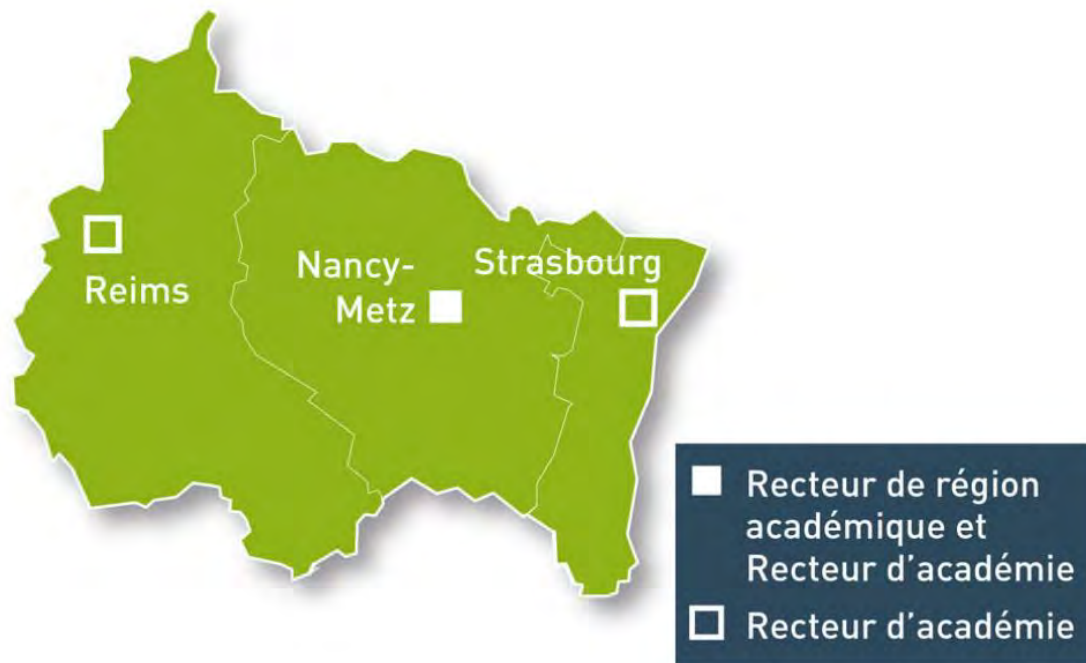 Reims
Nancy-
Metz
Strasbourg
Recteur de région
académique et
Recteur d'académie
Recteur d'académie